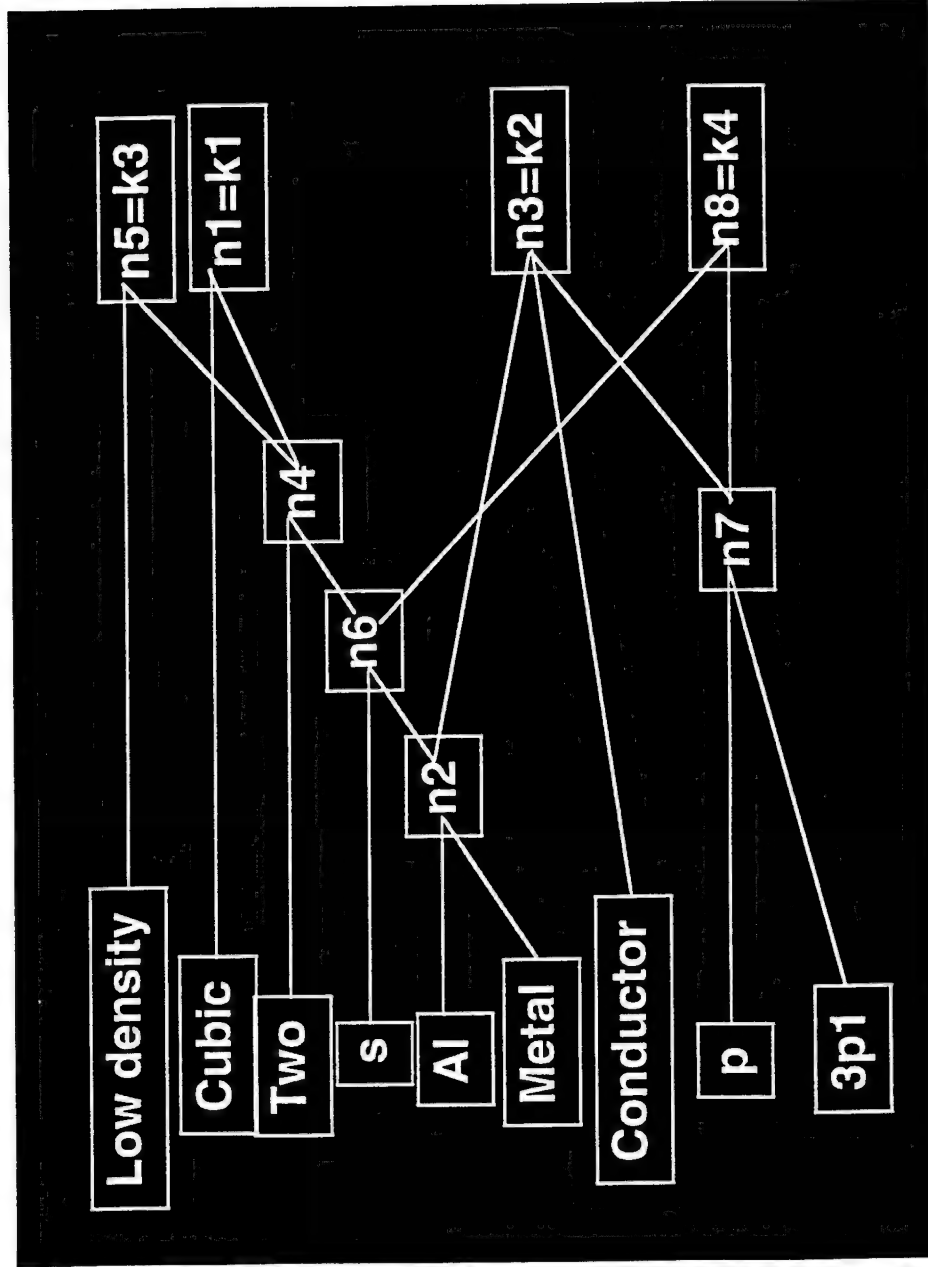 Low density
Cubic
Two
s
Al
Metal
Conductor
p
3p1
n2
n6
n4
n7
n5=k3
n1=k1
n3=k2
n8=k4